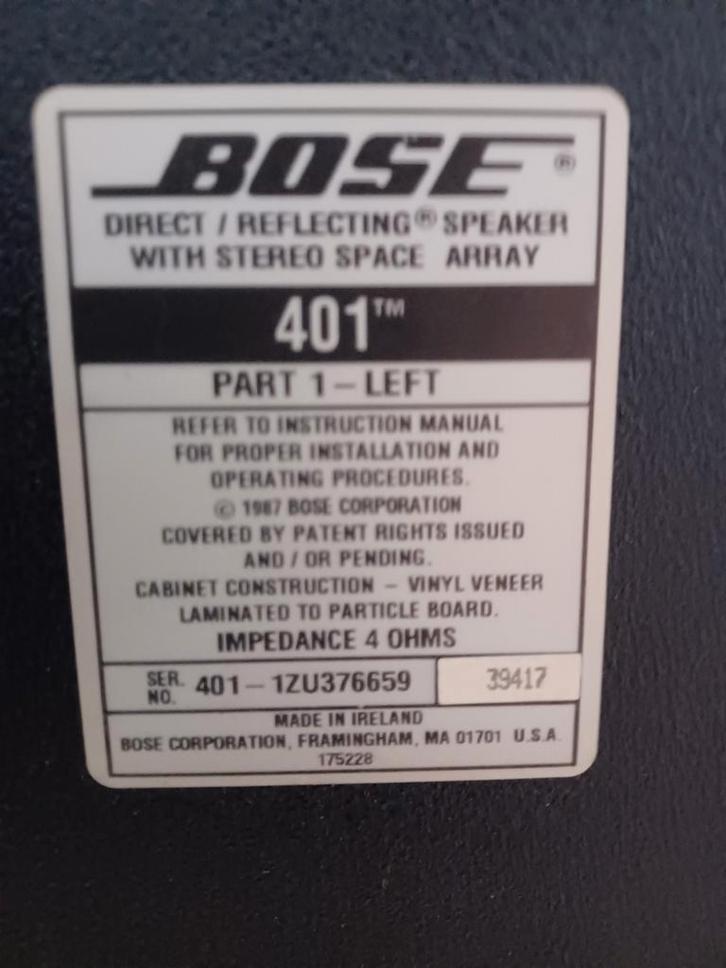 BOSE®
DIRECT / REFLECTING® SPEAKER
WITH STEREO SPACE ARRAY
401™
PART 1 – LEFT
REFER TO INSTRUCTION MANUAL
FOR PROPER INSTALLATION AND
OPERATING PROCEDURES.
© 1987 BOSE CORPORATION
COVERED BY PATENT RIGHTS ISSUED
AND / OR PENDING.
CABINET CONSTRUCTION – VINYL VENEER
LAMINATED TO PARTICLE BOARD.
IMPEDANCE 4 OHMS
SER. NO. 401 – 1ZU376659 39417
MADE IN IRELAND
BOSE CORPORATION, FRAMINGHAM, MA 01701 U.S.A.
175228